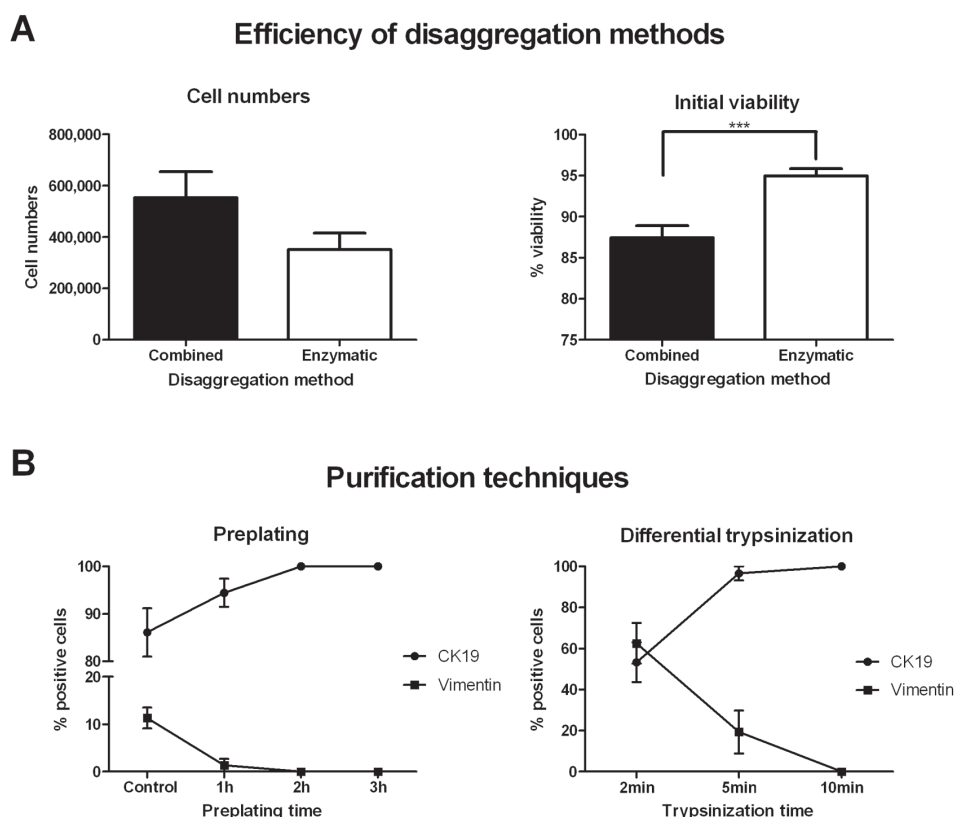 A
Efficiency of disaggregation methods
Cell numbers
800,000
600,000
400,000
200,000
0
Cell numbers
Combined
Enzymatic
Disaggregation method
Initial viability
***
100
95
90
85
80
75
% viability
Combined
Enzymatic
Disaggregation method
B
Purification techniques
Preplating
100
90
80
20
10
0
% positive cells
CK19
Vimentin
Control
1h
2h
3h
Preplating time
Differential trypsinization
100
80
60
40
20
0
% positive cells
CK19
Vimentin
2min
5min
10min
Trypsinization time